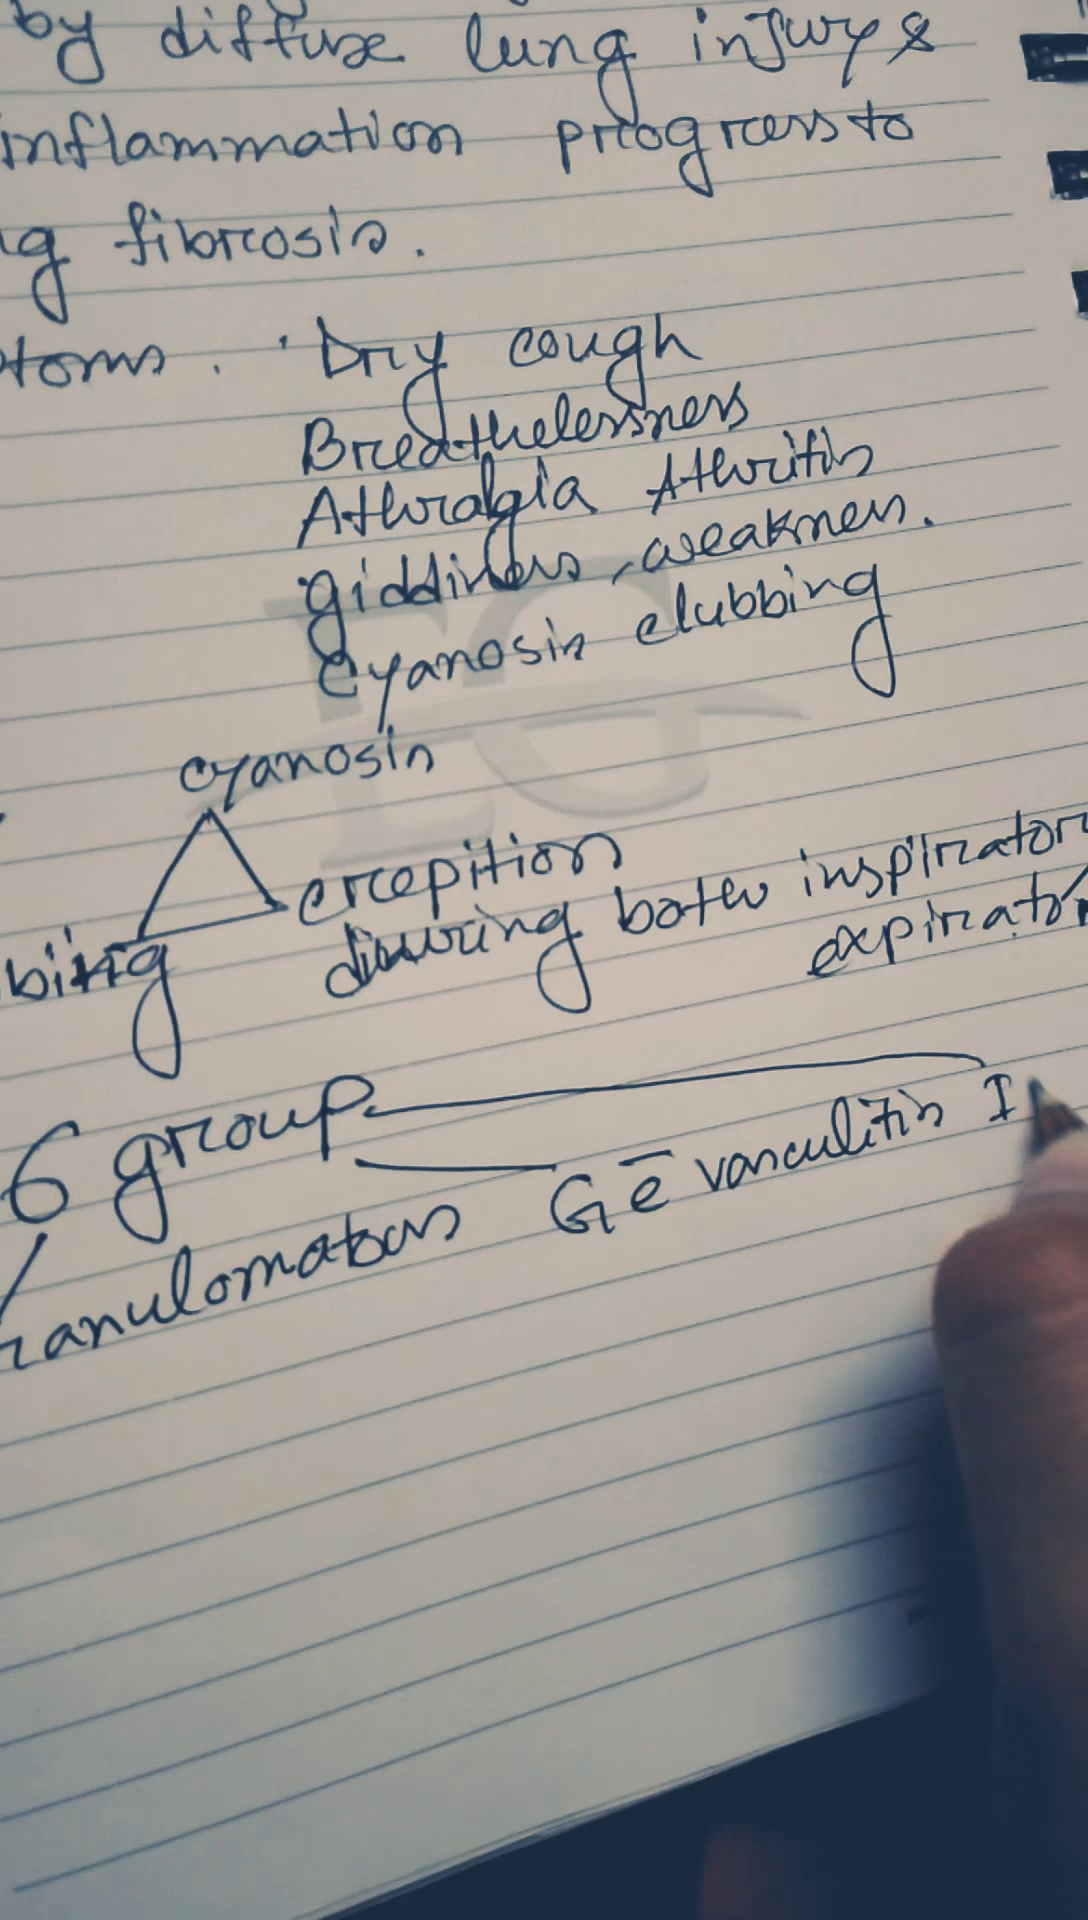 by diffuse lung injury &
inflammation progress to
ng fibrosis.
toms. Dry cough
Breathelessness
Athralgia Athritis
giddiness, weakness.
cyanosis clubbing
cyanosis
crepition
during both inspirator
bing
expirator
6 group
G c̄ vasculitis I
ranulomatous